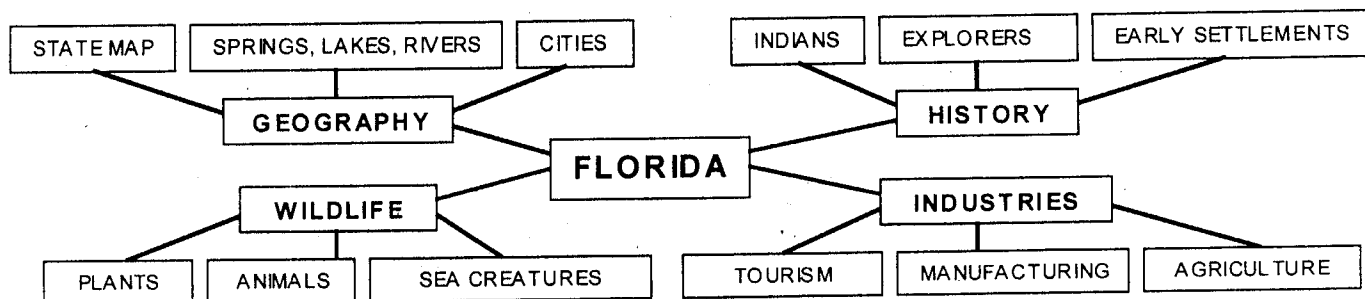 STATE MAP
SPRINGS, LAKES, RIVERS
CITIES
GEOGRAPHY
INDIANS
EXPLORERS
EARLY SETTLEMENTS
HISTORY
FLORIDA
WILDLIFE
PLANTS
ANIMALS
SEA CREATURES
INDUSTRIES
TOURISM
MANUFACTURING
AGRICULTURE